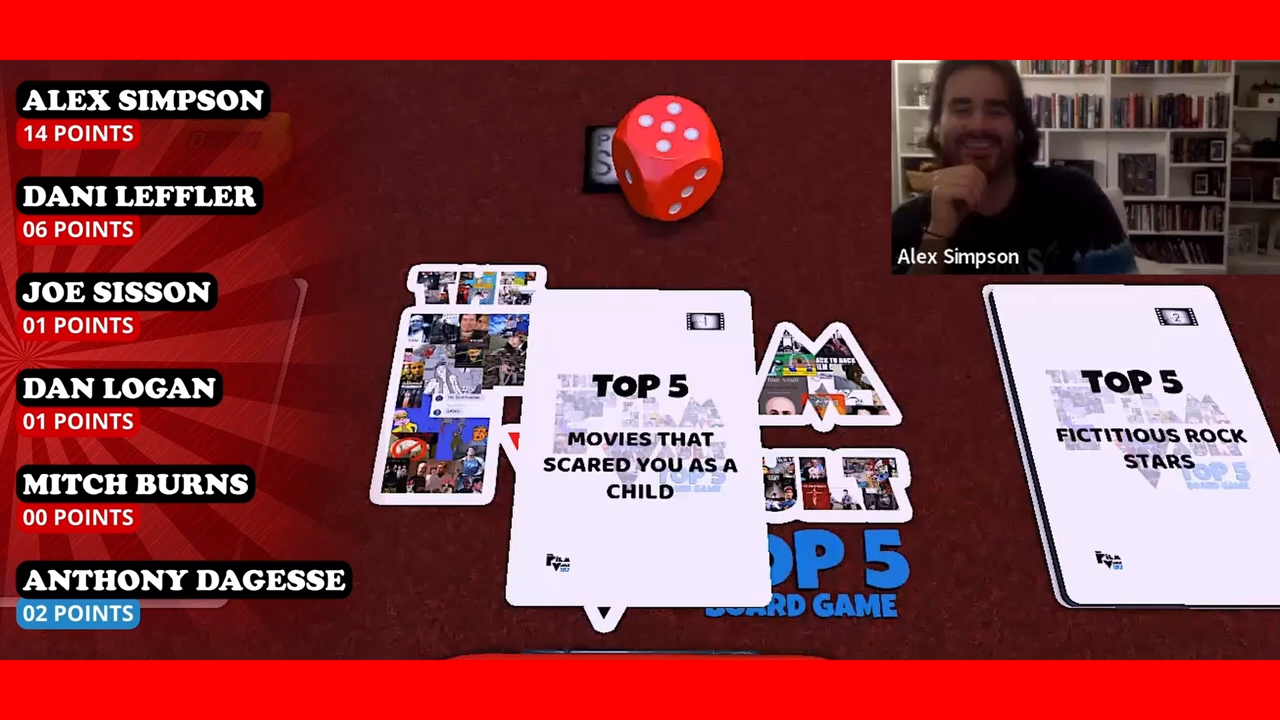 ALEX SIMPSON
14 POINTS
DANI LEFFLER
06 POINTS
JOE SISSON
01 POINTS
DAN LOGAN
01 POINTS
MITCH BURNS
00 POINTS
ANTHONY DAGESSE
02 POINTS
Alex Simpson
1
TOP 5
MOVIES THAT
SCARED YOU AS A
CHILD
2
TOP 5
FICTITIOUS ROCK
STARS
TOP 5
BOARD GAME